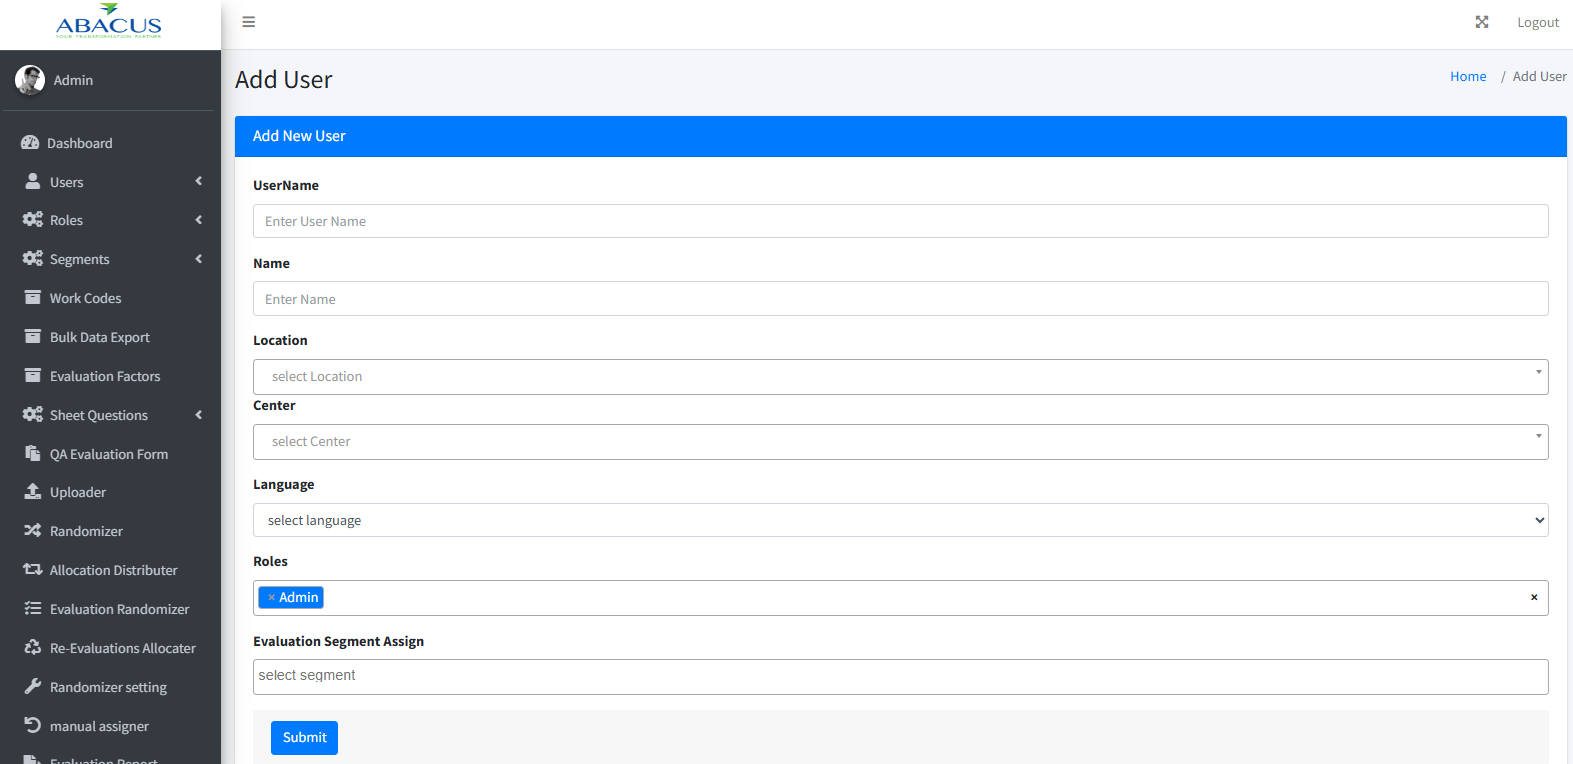 ABACUS
YOUR TRANSFORMATION PARTNER
Logout
Admin
Add User
Home / Add User
Dashboard
Users
Roles
Segments
Work Codes
Bulk Data Export
Evaluation Factors
Sheet Questions
QA Evaluation Form
Uploader
Randomizer
Allocation Distributer
Evaluation Randomizer
Re-Evaluations Allocater
Randomizer setting
manual assigner
Evaluation Report
Add New User
UserName
Enter User Name
Name
Enter Name
Location
select Location
Center
select Center
Language
select language
Roles
× Admin ×
Evaluation Segment Assign
select segment
Submit